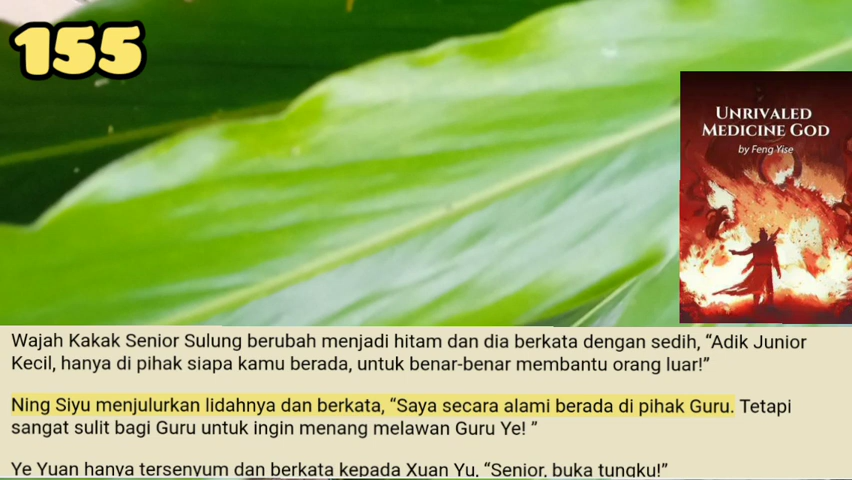 155
UNRIVALED
MEDICINE GOD
by Feng Yise
Wajah Kakak Senior Sulung berubah menjadi hitam dan dia berkata dengan sedih, “Adik Junior
Kecil, hanya di pihak siapa kamu berada, untuk benar-benar membantu orang luar!”
Ning Siyu menjulurkan lidahnya dan berkata, “Saya secara alami berada di pihak Guru. Tetapi
sangat sulit bagi Guru untuk ingin menang melawan Guru Ye! ”
Ye Yuan hanya tersenyum dan berkata kepada Xuan Yu, “Senior, buka tungku!”